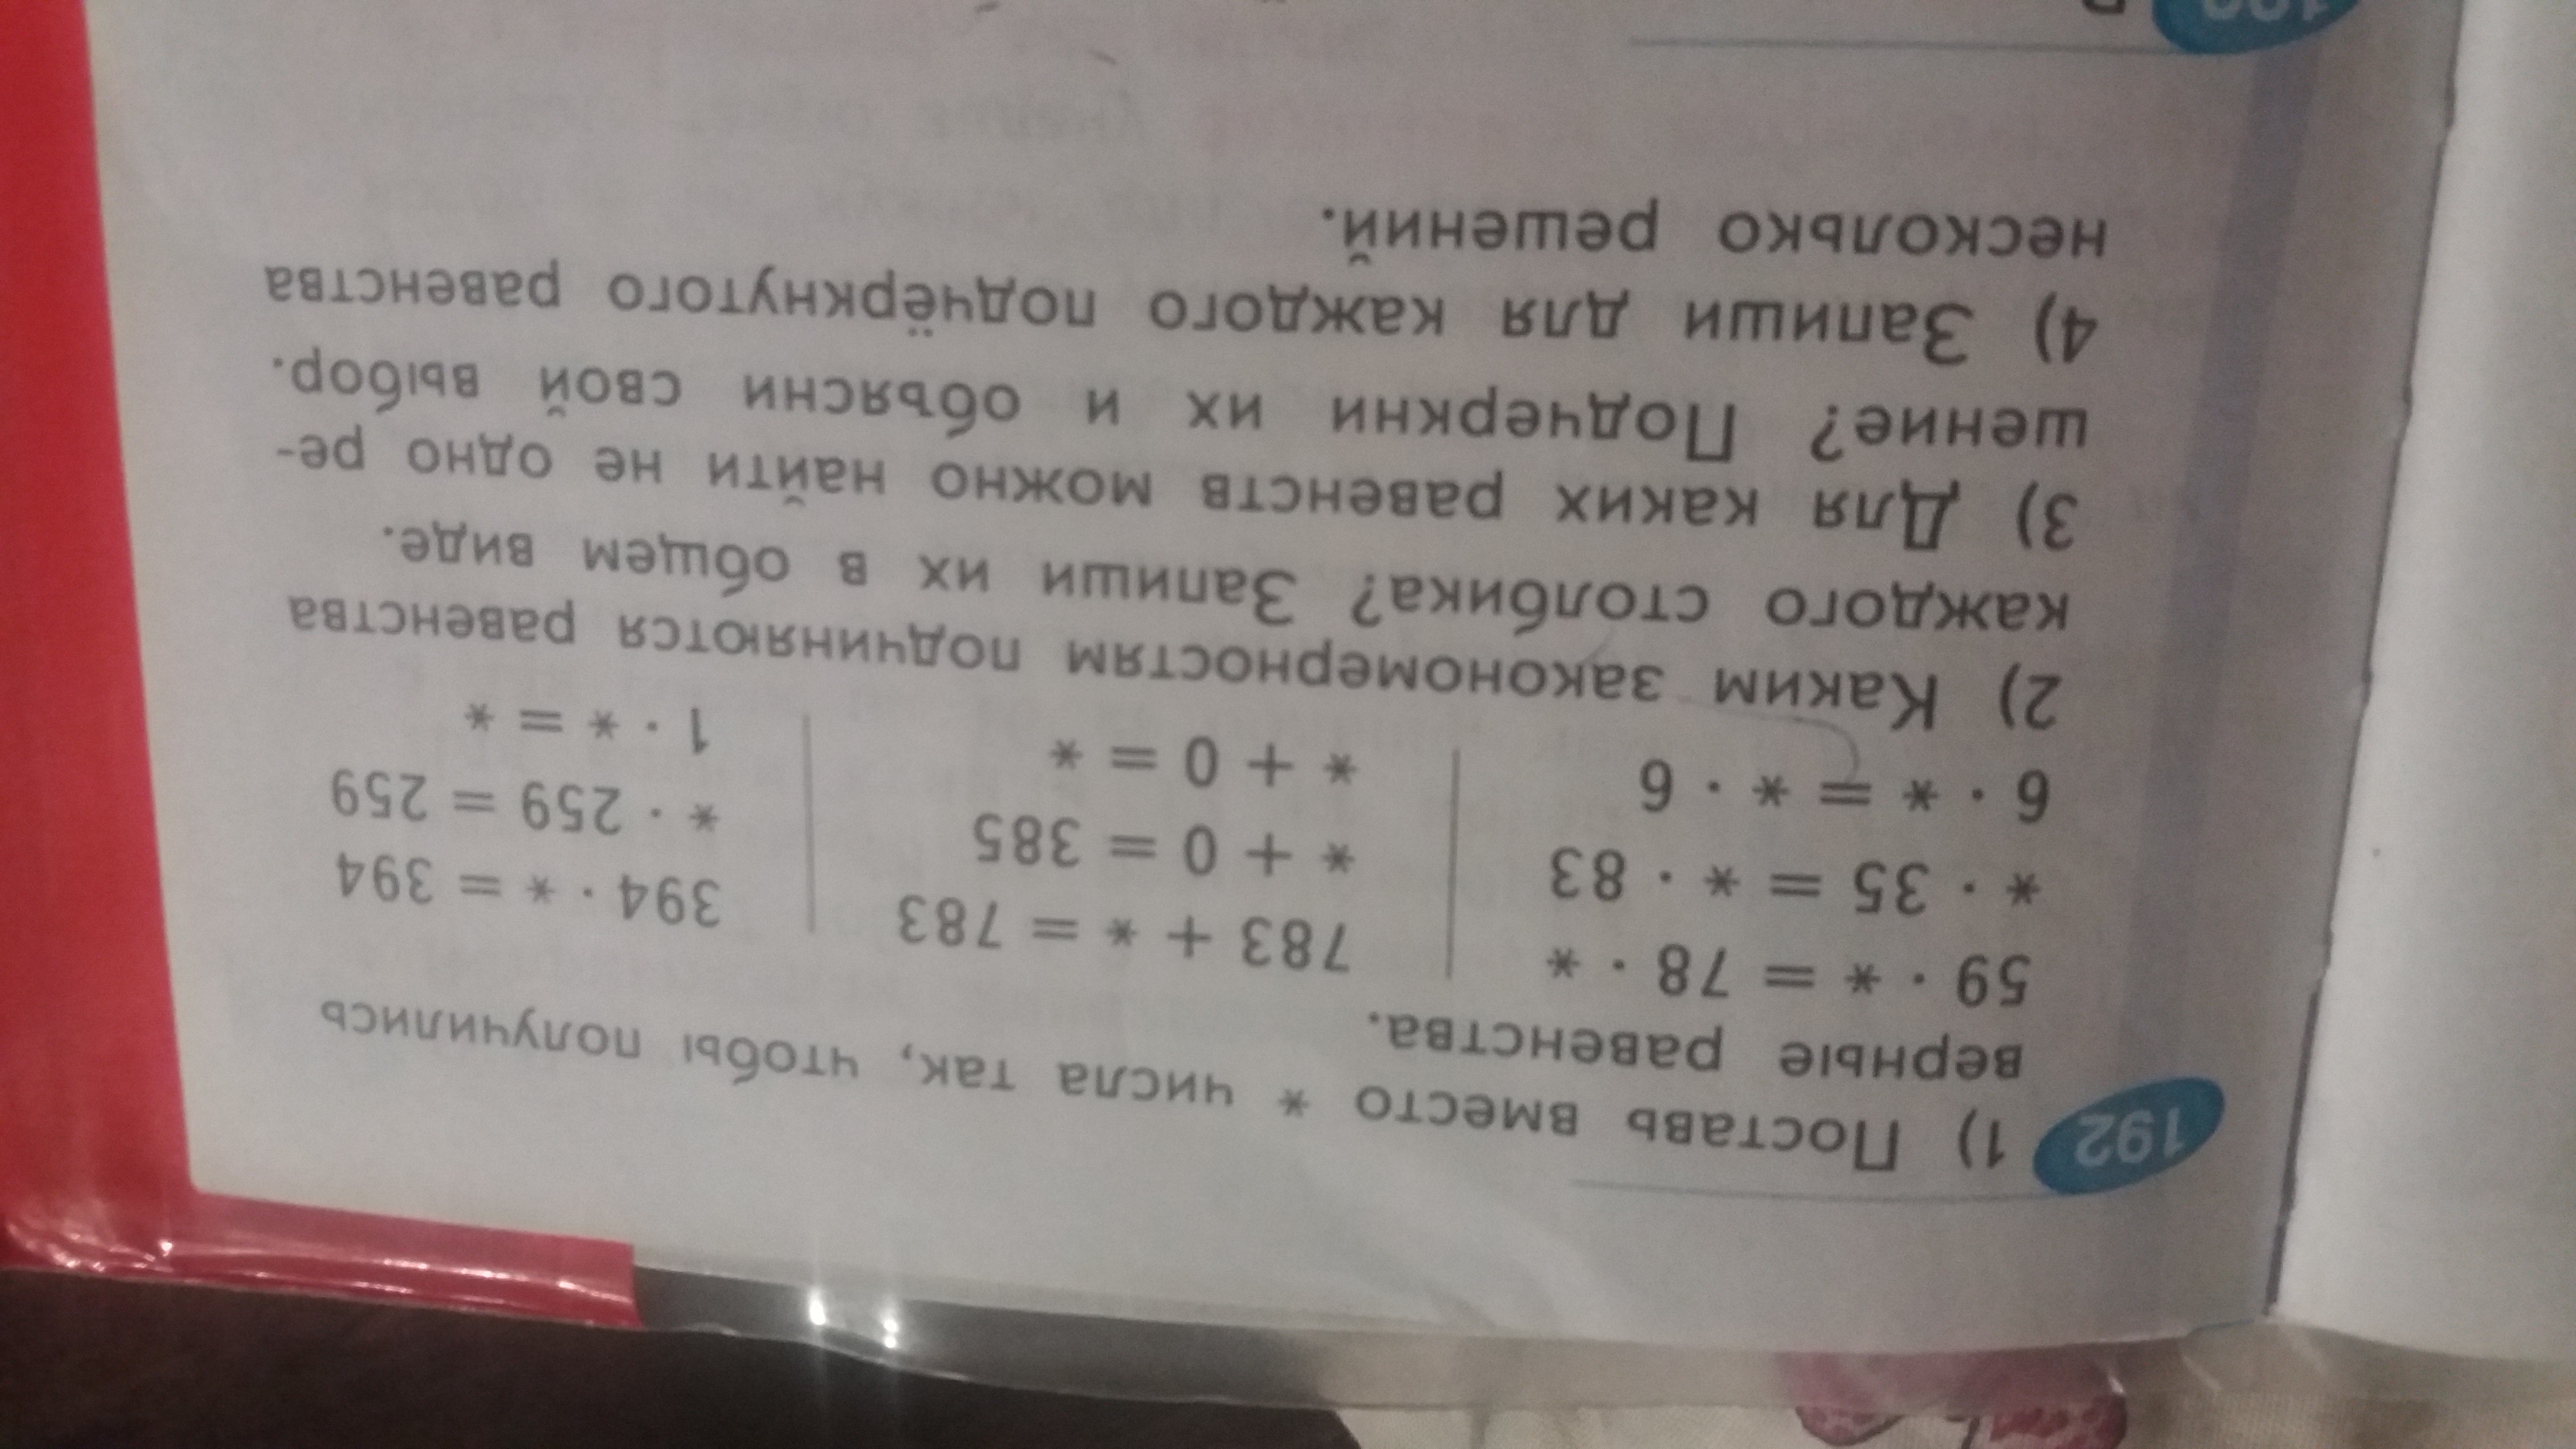 192
1) Поставь вместо * числа так, чтобы получились
верные равенства.
59 · * = 78 · *
* · 35 = * · 83
6 · * = * · 6
783 + * = 783
* + 0 = 385
* + 0 = *
394 · * = 394
* · 259 = 259
1 · * = *
2) Каким закономерностям подчиняются равенства
каждого столбика? Запиши их в общем виде.
3) Для каких равенств можно найти не одно ре-
шение? Подчеркни их и объясни свой выбор.
4) Запиши для каждого подчёркнутого равенства
несколько решений.